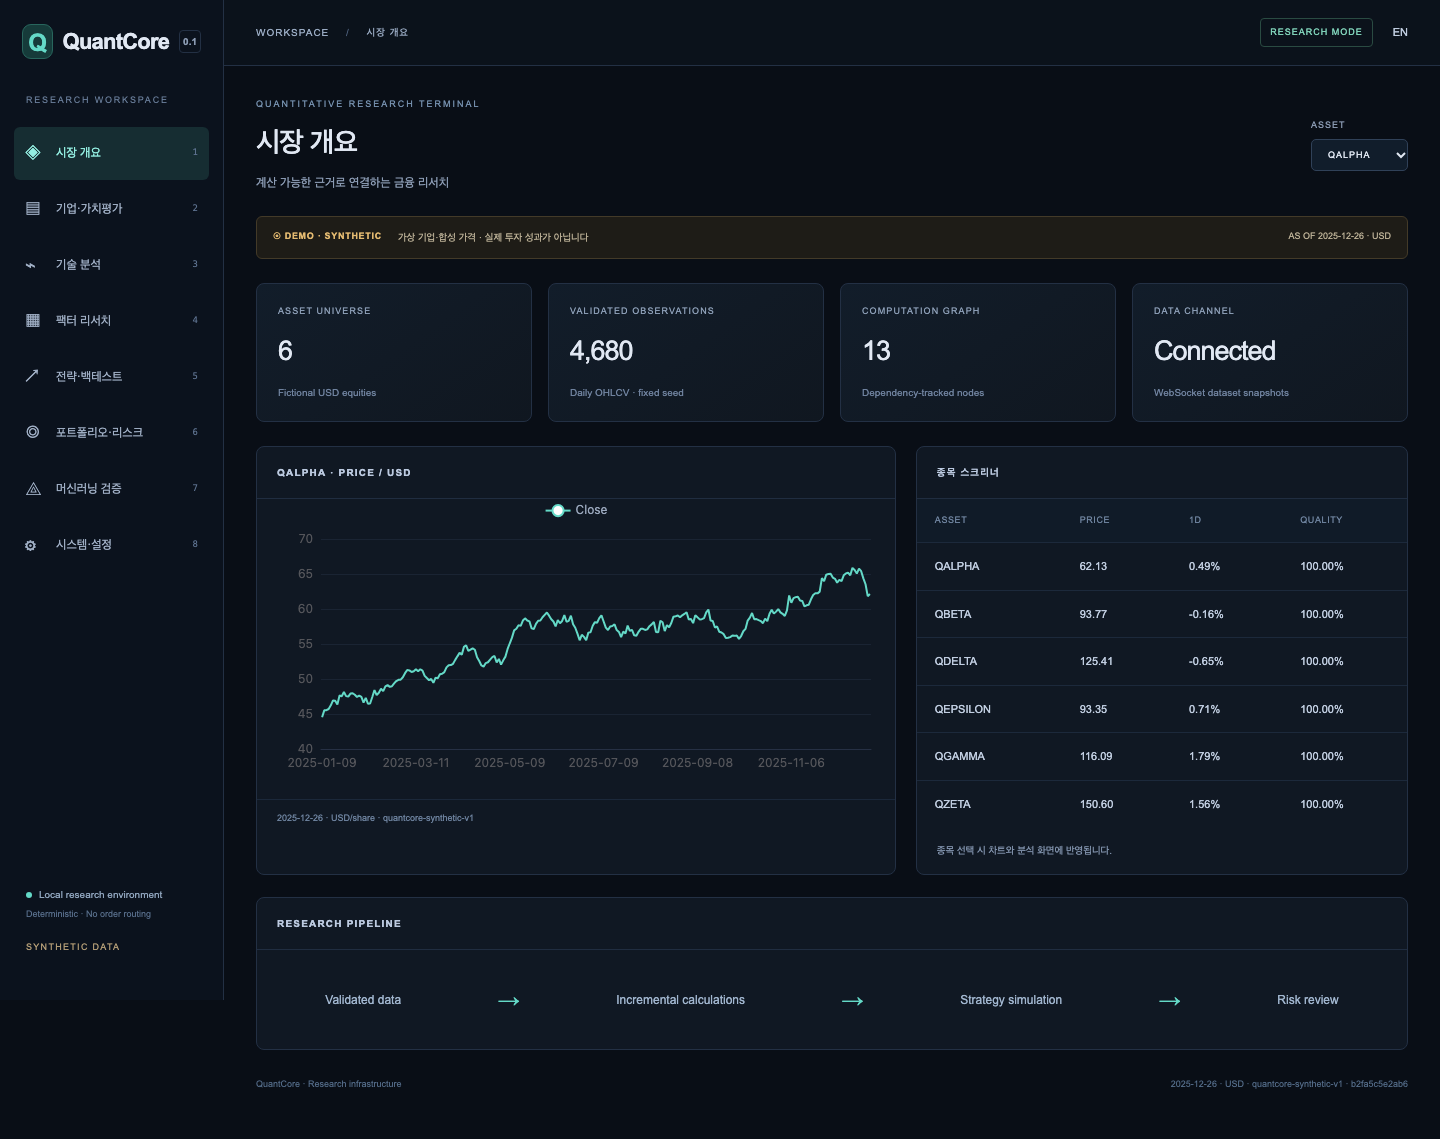 Q QuantCore 0.1
RESEARCH WORKSPACE
시장 개요 1
기업·가치평가 2
기술 분석 3
팩터 리서치 4
전략·백테스트 5
포트폴리오·리스크 6
머신러닝 검증 7
시스템·설정 8
Local research environment
Deterministic · No order routing
SYNTHETIC DATA
WORKSPACE / 시장 개요
RESEARCH MODE EN
QUANTITATIVE RESEARCH TERMINAL
시장 개요
계산 가능한 근거로 연결하는 금융 리서치
ASSET
QALPHA
DEMO · SYNTHETIC 가상 기업·합성 가격 · 실제 투자 성과가 아닙니다 AS OF 2025-12-26 · USD
ASSET UNIVERSE
6
Fictional USD equities
VALIDATED OBSERVATIONS
4,680
Daily OHLCV · fixed seed
COMPUTATION GRAPH
13
Dependency-tracked nodes
DATA CHANNEL
Connected
WebSocket dataset snapshots
QALPHA · PRICE / USD
Close
70
65
60
55
50
45
40
2025-01-09 2025-03-11 2025-05-09 2025-07-09 2025-09-08 2025-11-06
2025-12-26 · USD/share · quantcore-synthetic-v1
종목 스크리너
ASSET PRICE 1D QUALITY
QALPHA 62.13 0.49% 100.00%
QBETA 93.77 -0.16% 100.00%
QDELTA 125.41 -0.65% 100.00%
QEPSILON 93.35 0.71% 100.00%
QGAMMA 116.09 1.79% 100.00%
QZETA 150.60 1.56% 100.00%
종목 선택 시 차트와 분석 화면에 반영됩니다.
RESEARCH PIPELINE
Validated data → Incremental calculations → Strategy simulation → Risk review
QuantCore · Research infrastructure
2025-12-26 · USD · quantcore-synthetic-v1 · b2fa5c5e2ab6